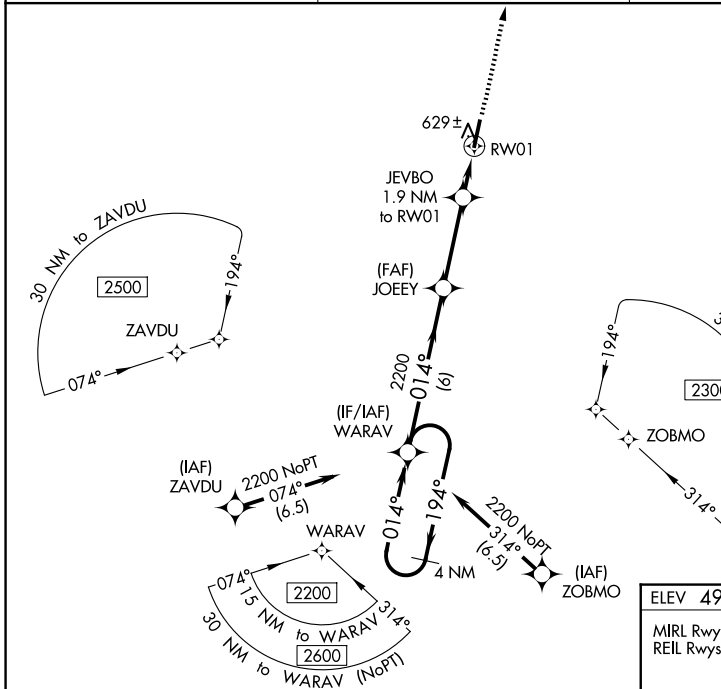 629±
RW01
JEVBO
1.9 NM
to RW01
30 NM to ZAVDU
2500
194°
ZAVDU
074°
(FAF)
JOEEY
2200
014°
(6)
194°
ZOBMO
314°
(IF/IAF)
WARAV
(IAF)
ZAVDU
2200 NoPT
074°
(6.5)
014°
194°
4 NM
2200 NoPT
314°
(6.5)
(IAF)
ZOBMO
WARAV
074°
2200
314°
15 NM to WARAV
2600
30 NM to WARAV (NoPT)
ELEV 49
MIRL Rwy
REIL Rwys